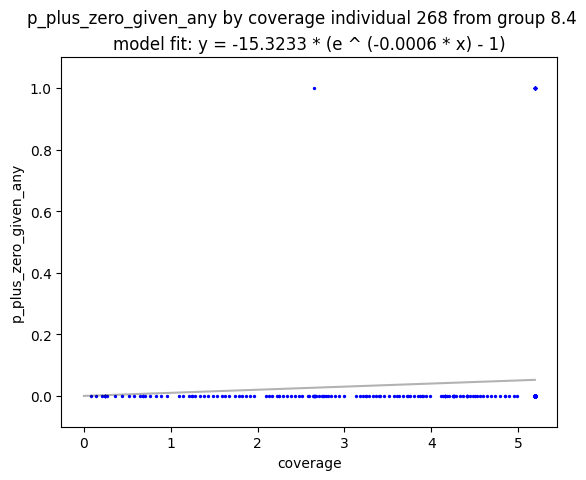 p_plus_zero_given_any by coverage individual 268 from group 8.4
model fit: y = -15.3233 * (e ^ (-0.0006 * x) - 1)
1.0
0.8
0.6
0.4
0.2
0.0
p_plus_zero_given_any
0 1 2 3 4 5
coverage